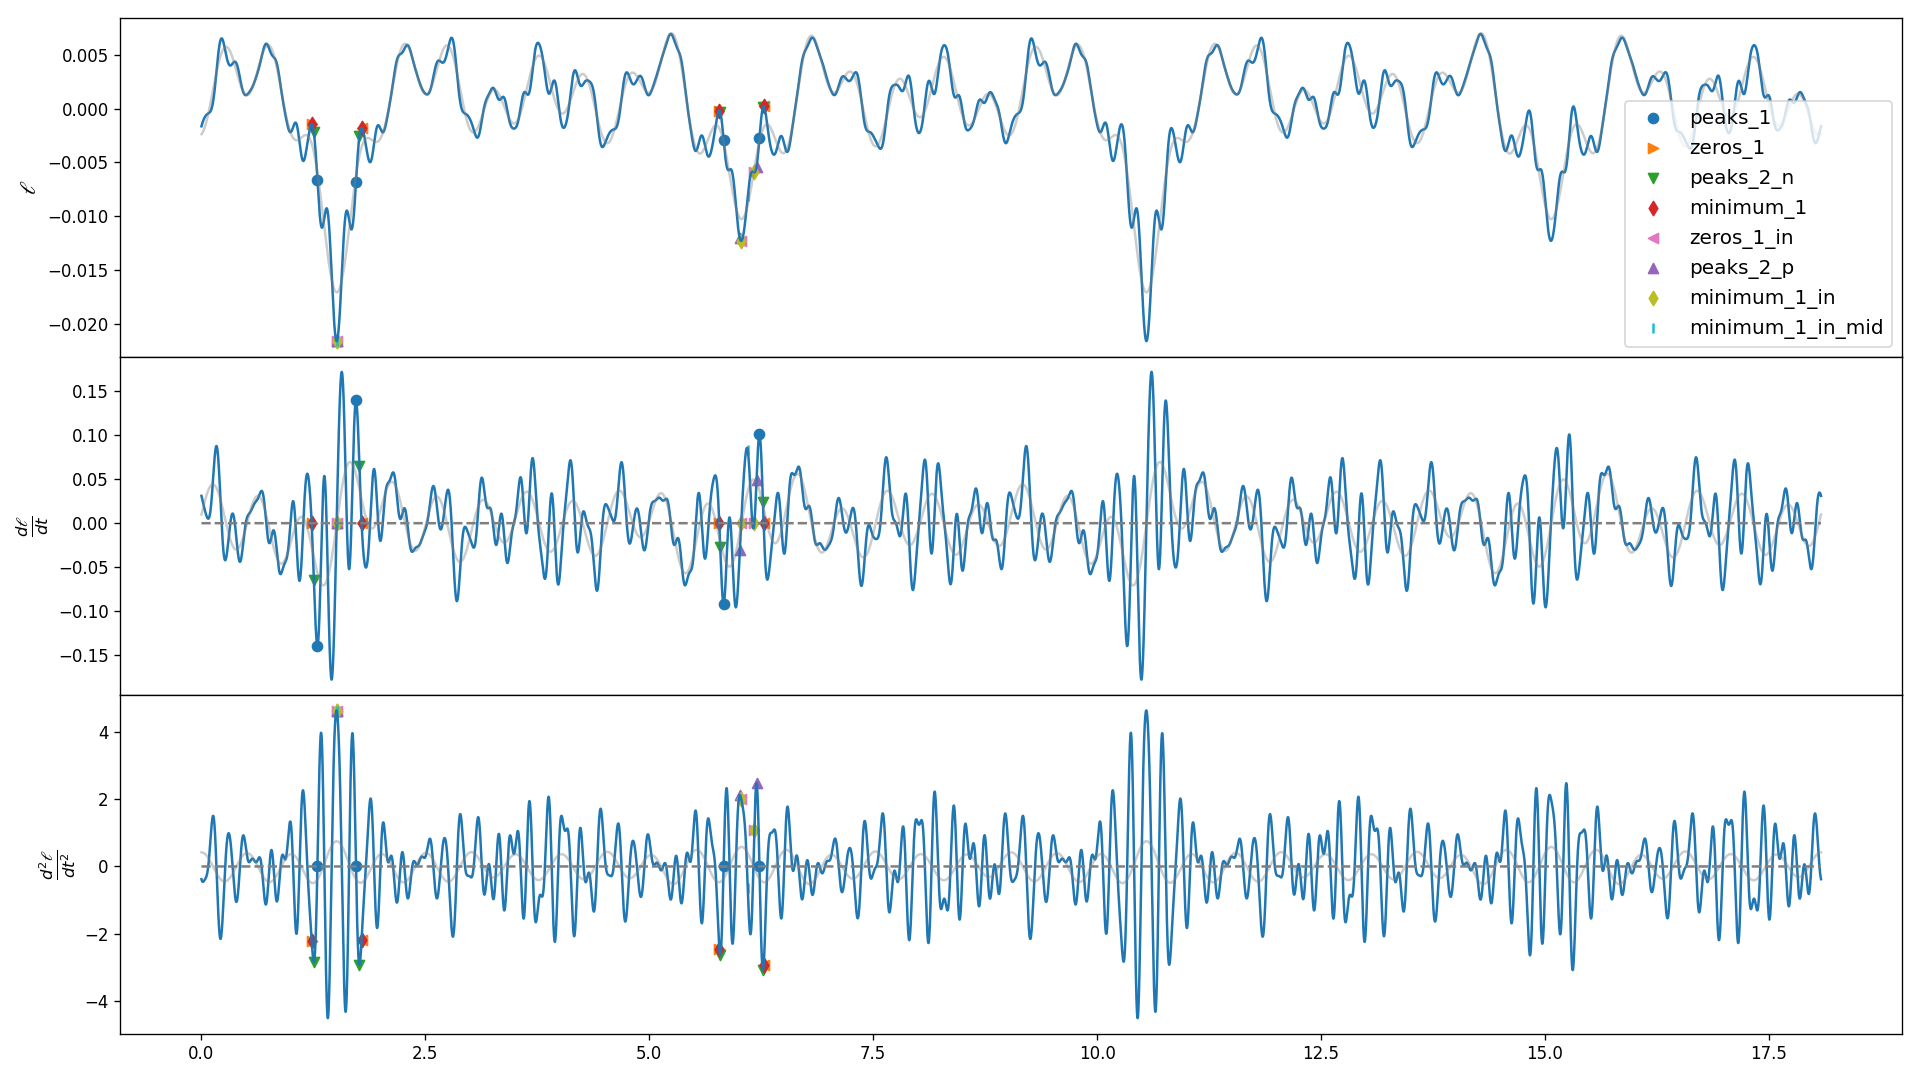 0.005
0.000
−0.005
−0.010
−0.015
−0.020
ℓ
peaks_1
zeros_1
peaks_2_n
minimum_1
zeros_1_in
peaks_2_p
minimum_1_in
minimum_1_in_mid
0.15
0.10
0.05
0.00
−0.05
−0.10
−0.15
dℓ
dt
4
2
0
−2
−4
d²ℓ
dt²
0.0 2.5 5.0 7.5 10.0 12.5 15.0 17.5